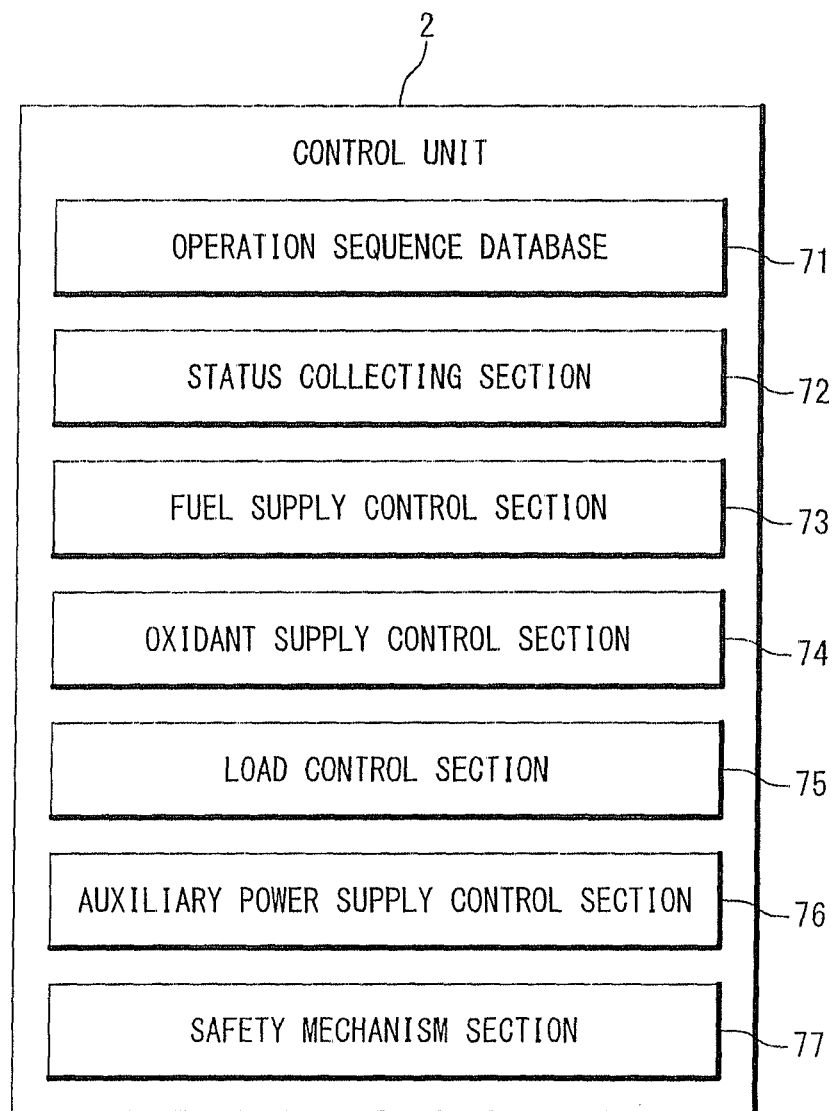 2
CONTROL UNIT
OPERATION SEQUENCE DATABASE
71
STATUS COLLECTING SECTION
72
FUEL SUPPLY CONTROL SECTION
73
OXIDANT SUPPLY CONTROL SECTION
74
LOAD CONTROL SECTION
75
AUXILIARY POWER SUPPLY CONTROL SECTION
76
SAFETY MECHANISM SECTION
77